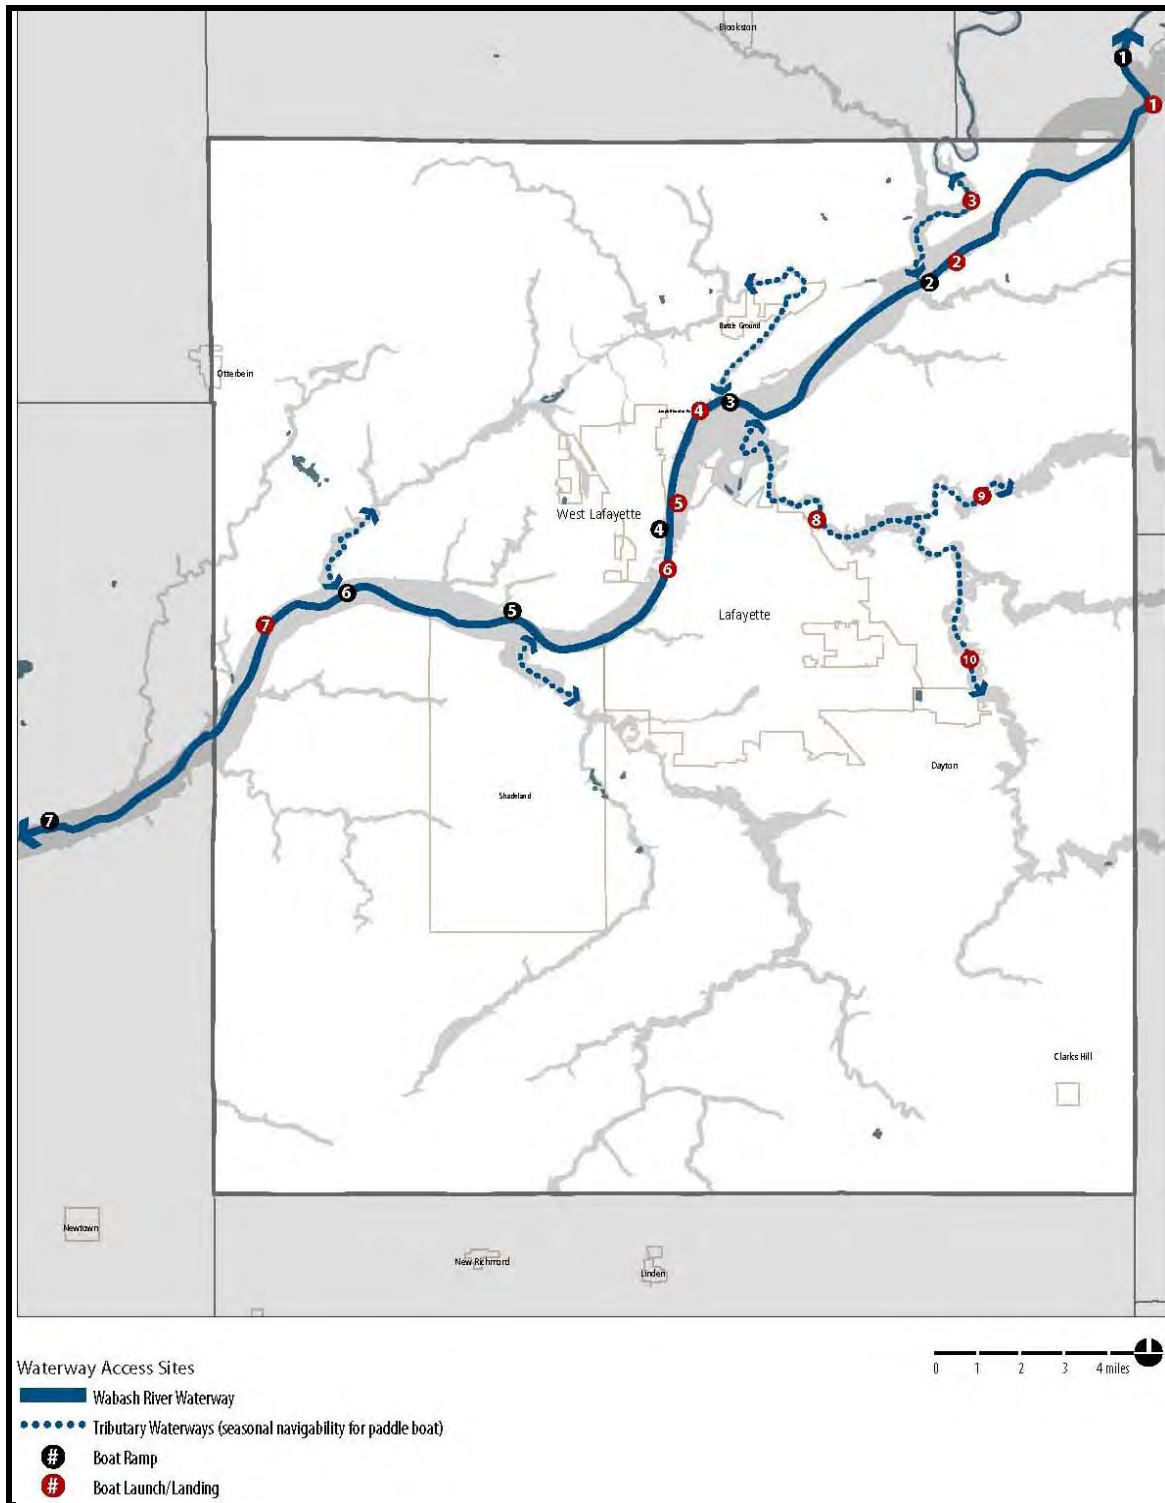 Brookston
1
1
3
2
2
Battle Ground
Otterbein
3
4
9
5
West Lafayette
8
4
6
6
5
Lafayette
7
10
Dayton
Shadeland
7
Clarks Hill
Newtown
New Richmond
Linden
Waterway Access Sites
0 1 2 3 4 miles
Wabash River Waterway
Tributary Waterways (seasonal navigability for paddle boat)
# Boat Ramp
# Boat Launch/Landing